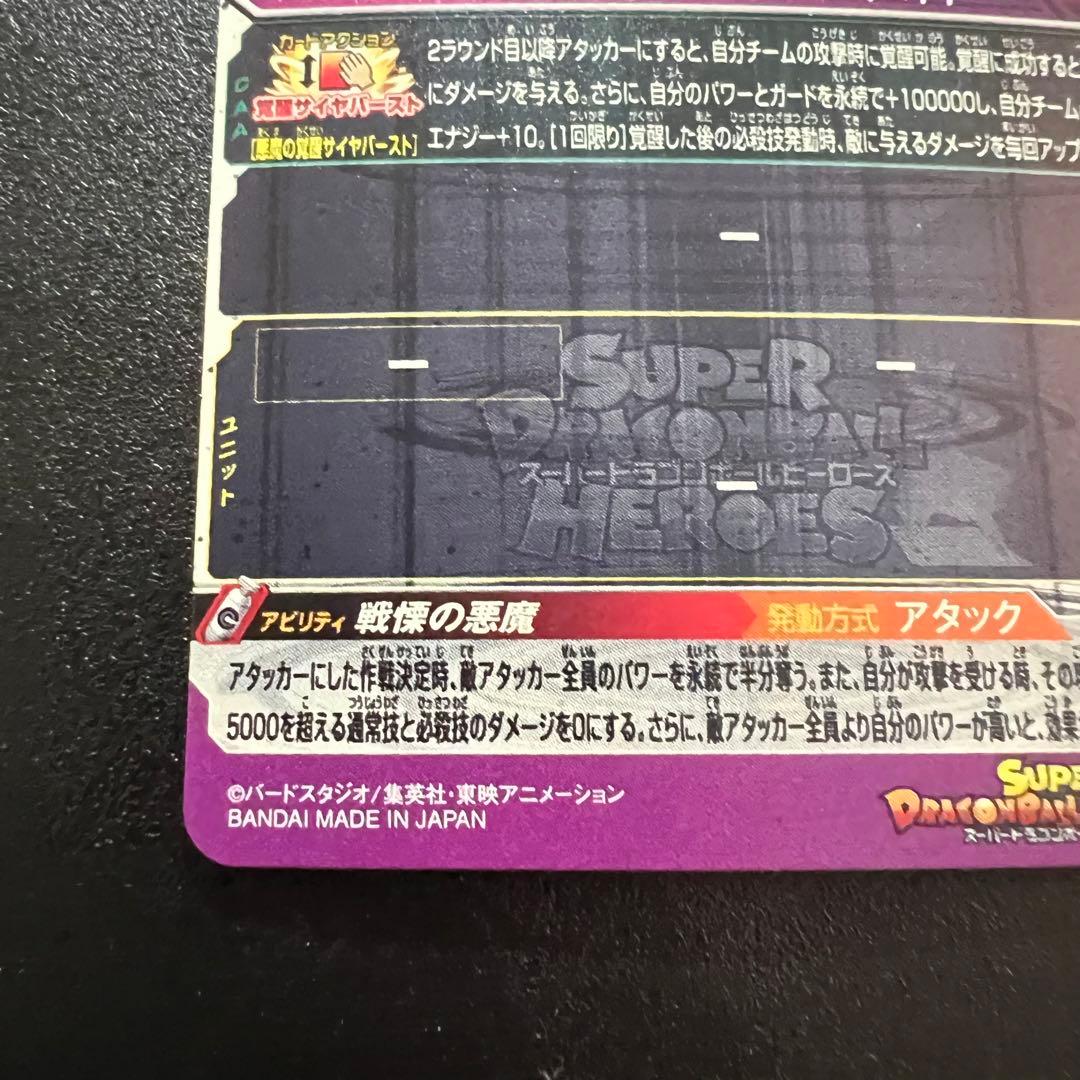 カードアクション
覚醒サイヤバースト
CAA
[悪魔の覚醒サイヤバースト]
2ラウンド目以降アタッカーにすると、自分チームの攻撃時に覚醒可能。覚醒に成功すると
にダメージを与える。さらに、自分のパワーとガードを永続で+100000し、自分チーム
エナジー+10。[1回限り]覚醒した後の必殺技発動時、敵に与えるダメージを毎回アップ
ユニット
SUPER
DRAGONBALL
スーパードラゴンボールヒーローズ
HEROES
アビリティ 戦慄の悪魔 発動方式 アタック
アタッカーにした作戦決定時、敵アタッカー全員のパワーを永続で半分奪う。また、自分が攻撃を受ける時、その
5000を超える通常技と必殺技のダメージを0にする。さらに、敵アタッカー全員より自分のパワーが高いと、効果
©バードスタジオ/集英社・東映アニメーション
BANDAI MADE IN JAPAN
SUPE
DRAGONBALL
スーパードラゴンボ